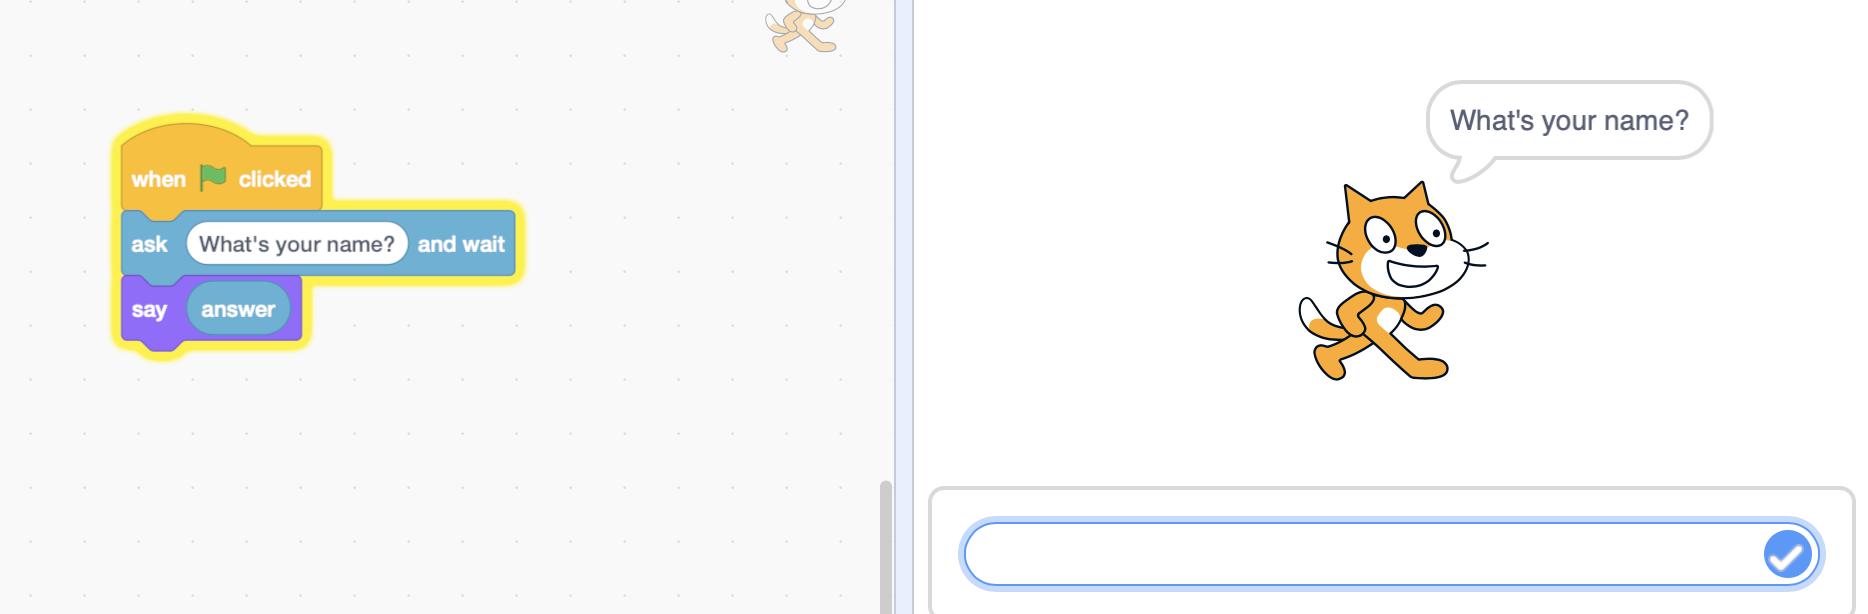 when clicked
ask What's your name? and wait
say answer
What's your name?